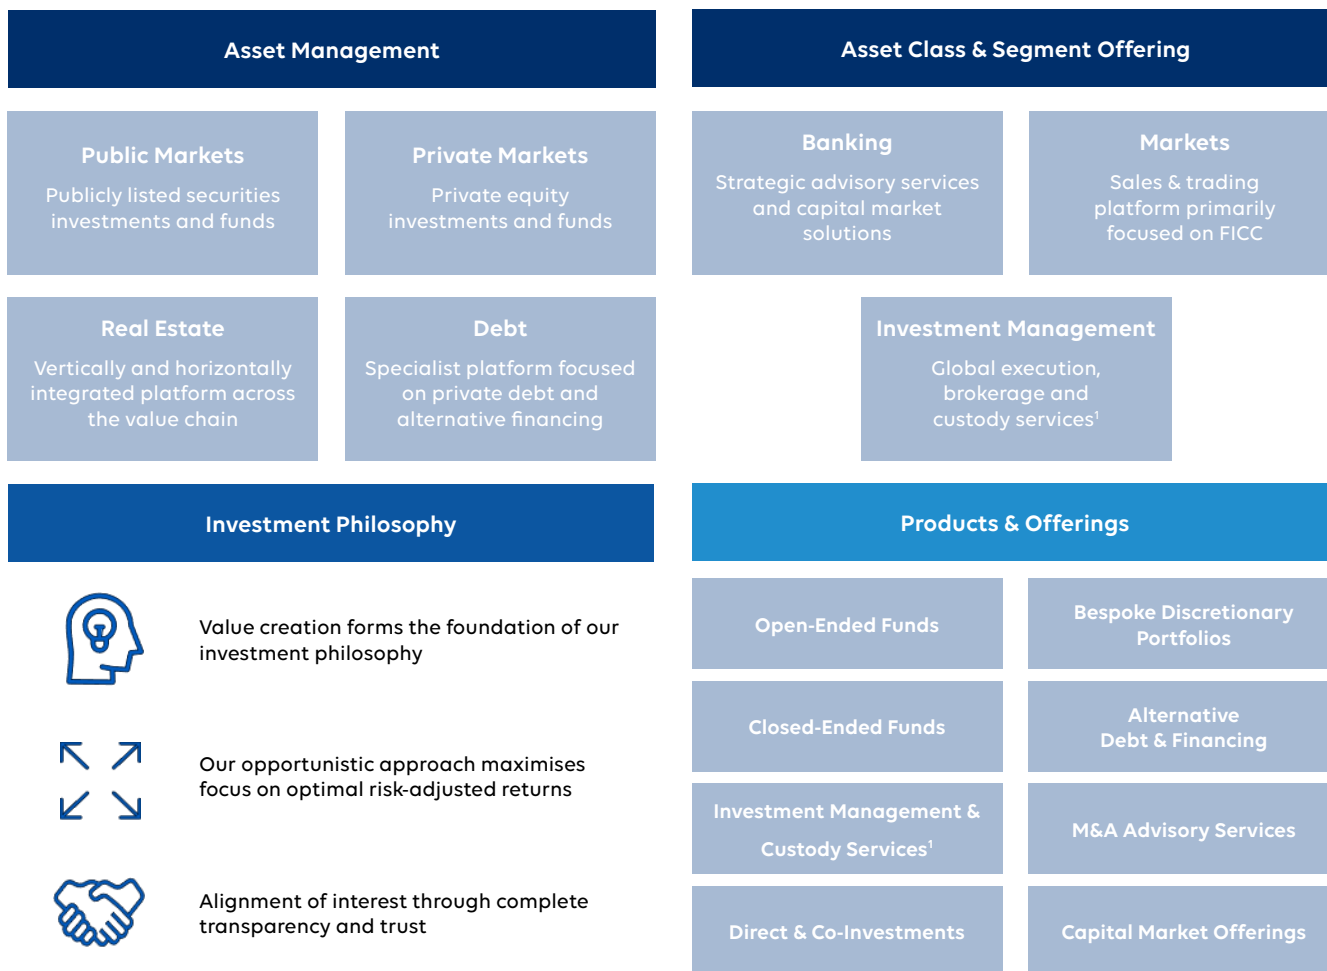 Asset Management
Public Markets
Publicly listed securities
investments and funds
Private Markets
Private equity
investments and funds
Real Estate
Vertically and horizontally
integrated platform across
the value chain
Debt
Specialist platform focused
on private debt and
alternative financing
Asset Class & Segment Offering
Banking
Strategic advisory services
and capital market
solutions
Markets
Sales & trading
platform primarily
focused on FICC
Investment Management
Global execution,
brokerage and
custody services¹
Investment Philosophy
Value creation forms the foundation of our
investment philosophy
Our opportunistic approach maximises
focus on optimal risk-adjusted returns
Alignment of interest through complete
transparency and trust
Products & Offerings
Open-Ended Funds
Bespoke Discretionary
Portfolios
Closed-Ended Funds
Alternative
Debt & Financing
Investment Management &
Custody Services¹
M&A Advisory Services
Direct & Co-Investments
Capital Market Offerings